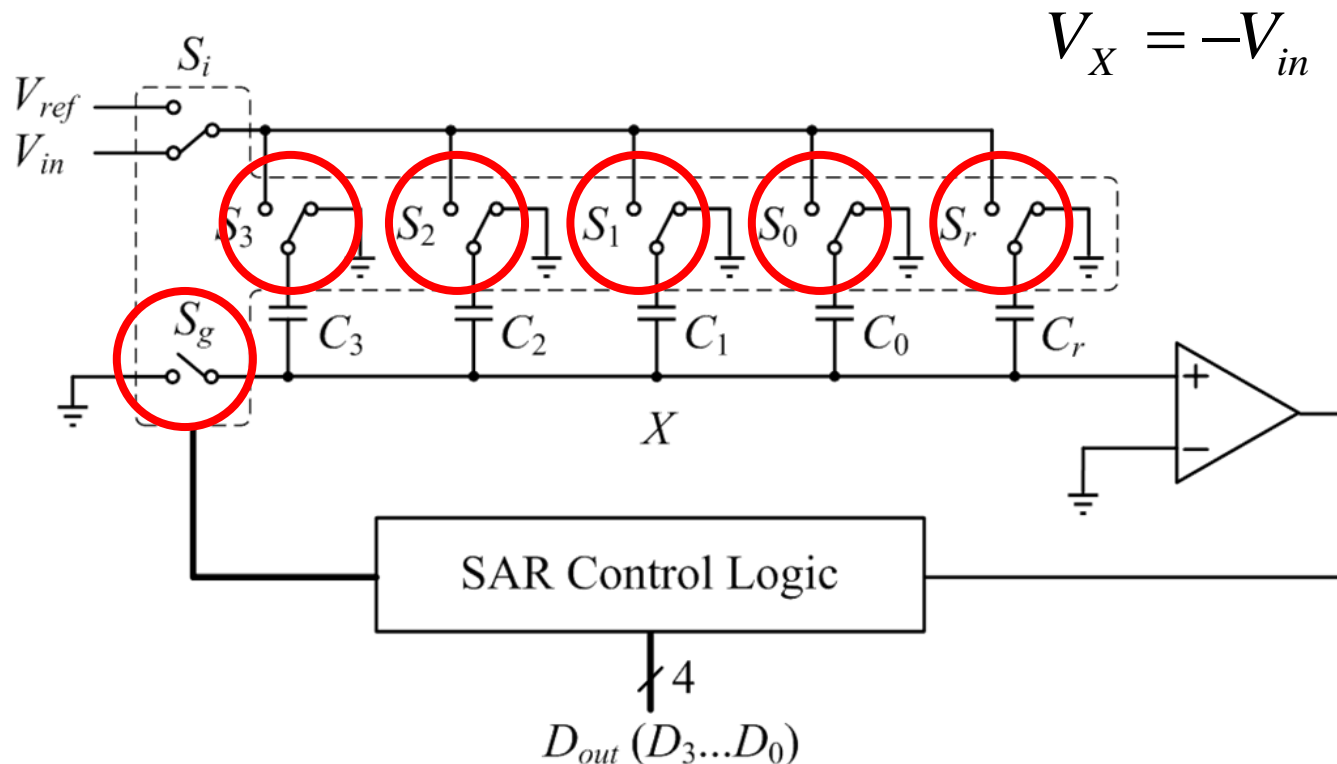 V_X = −V_in
S_i
V_ref
V_in
S_3 S_2 S_1 S_0 S_r
S_g
C_3 C_2 C_1 C_0 C_r
+
X
−
SAR Control Logic
4
D_out (D_3...D_0)